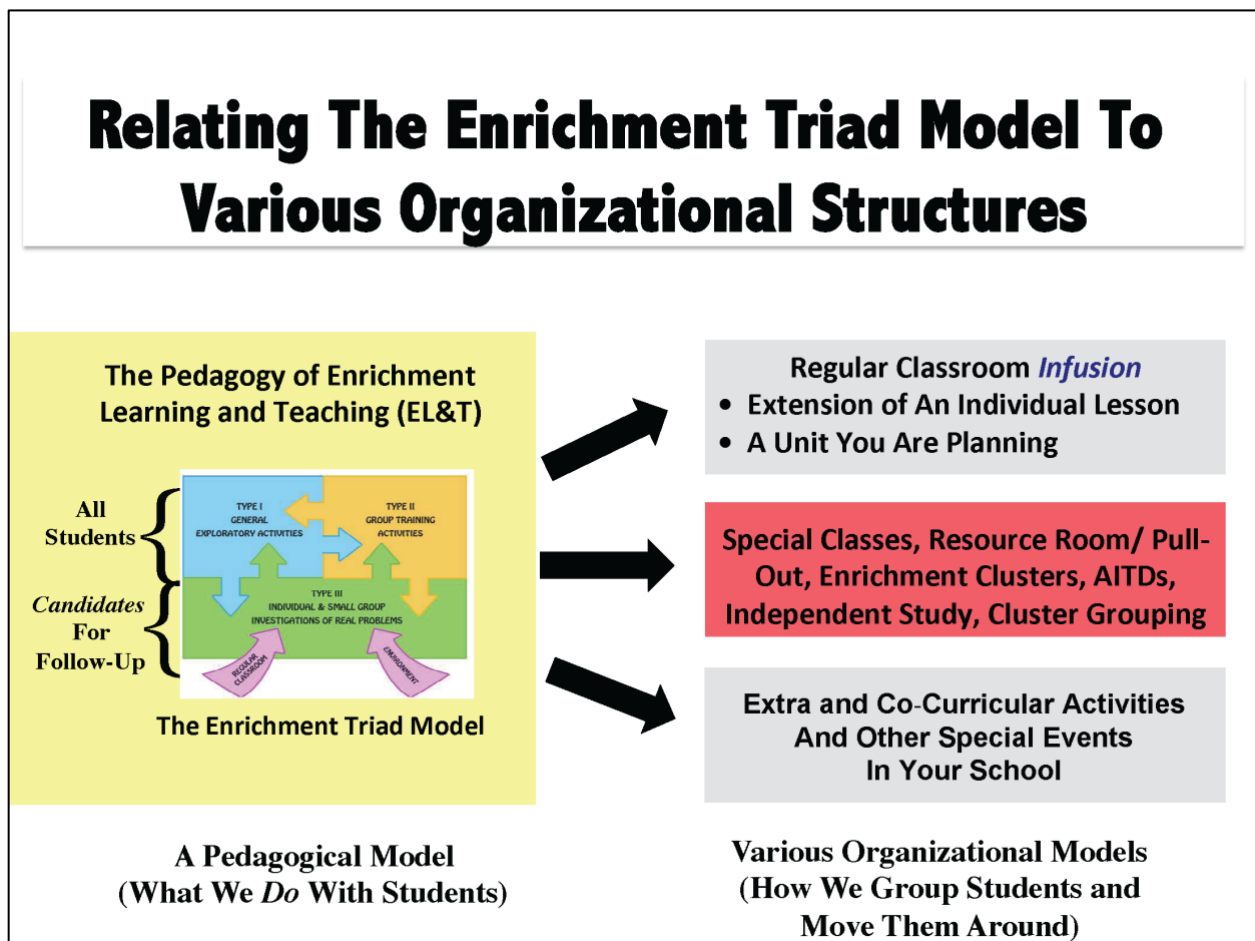 Relating The Enrichment Triad Model To
Various Organizational Structures
The Pedagogy of Enrichment
Learning and Teaching (EL&T)
All
Students
Candidates
For
Follow-Up
TYPE I
GENERAL
EXPLORATORY ACTIVITIES
TYPE II
GROUP TRAINING
ACTIVITIES
TYPE III
INDIVIDUAL & SMALL GROUP
INVESTIGATIONS OF REAL PROBLEMS
REGULAR
CLASSROOM
ENVIRONMENT
The Enrichment Triad Model
A Pedagogical Model
(What We Do With Students)
Regular Classroom Infusion
• Extension of An Individual Lesson
• A Unit You Are Planning
Special Classes, Resource Room/ Pull-
Out, Enrichment Clusters, AITDs,
Independent Study, Cluster Grouping
Extra and Co-Curricular Activities
And Other Special Events
In Your School
Various Organizational Models
(How We Group Students and
Move Them Around)